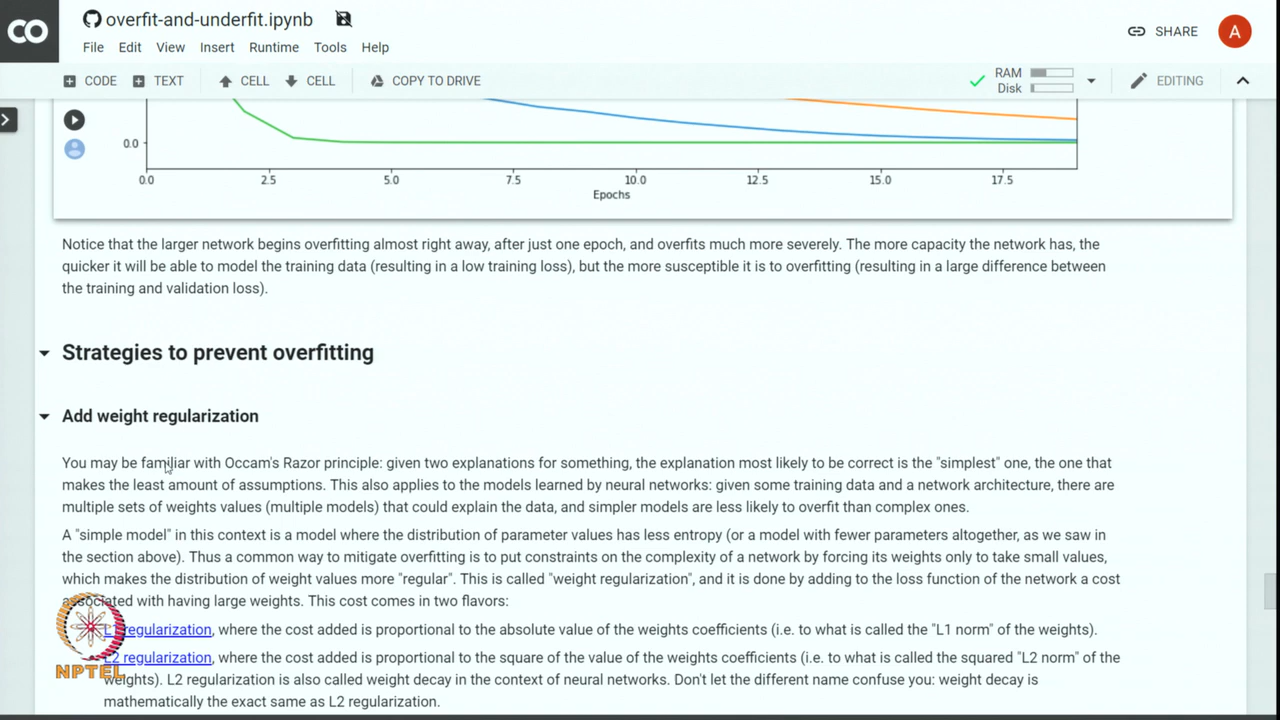 CO
overfit-and-underfit.ipynb
SHARE
A
File Edit View Insert Runtime Tools Help
CODE TEXT CELL CELL COPY TO DRIVE
RAM
Disk
EDITING
0.0
0.0 2.5 5.0 7.5 10.0 12.5 15.0 17.5
Epochs
Notice that the larger network begins overfitting almost right away, after just one epoch, and overfits much more severely. The more capacity the network has, the
quicker it will be able to model the training data (resulting in a low training loss), but the more susceptible it is to overfitting (resulting in a large difference between
the training and validation loss).
Strategies to prevent overfitting
Add weight regularization
You may be familiar with Occam's Razor principle: given two explanations for something, the explanation most likely to be correct is the "simplest" one, the one that
makes the least amount of assumptions. This also applies to the models learned by neural networks: given some training data and a network architecture, there are
multiple sets of weights values (multiple models) that could explain the data, and simpler models are less likely to overfit than complex ones.
A "simple model" in this context is a model where the distribution of parameter values has less entropy (or a model with fewer parameters altogether, as we saw in
the section above). Thus a common way to mitigate overfitting is to put constraints on the complexity of a network by forcing its weights only to take small values,
which makes the distribution of weight values more "regular". This is called "weight regularization", and it is done by adding to the loss function of the network a cost
associated with having large weights. This cost comes in two flavors:
L1 regularization, where the cost added is proportional to the absolute value of the weights coefficients (i.e. to what is called the "L1 norm" of the weights).
L2 regularization, where the cost added is proportional to the square of the value of the weights coefficients (i.e. to what is called the squared "L2 norm" of the
weights). L2 regularization is also called weight decay in the context of neural networks. Don't let the different name confuse you: weight decay is
mathematically the exact same as L2 regularization.
NPTEL